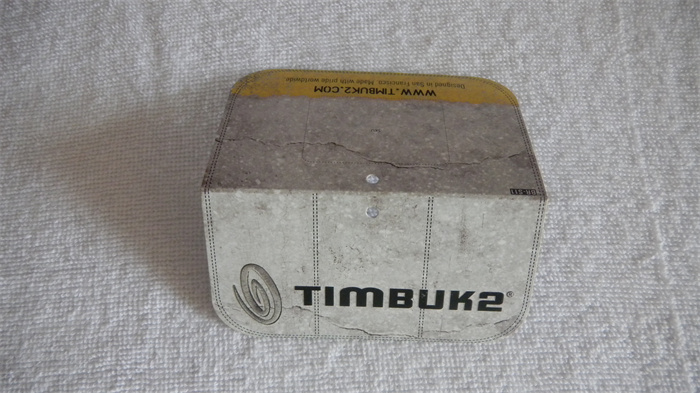 Designed in San Francisco. Made with pride worldwide
WWW.TIMBUK2.COM
TIMBUK2®